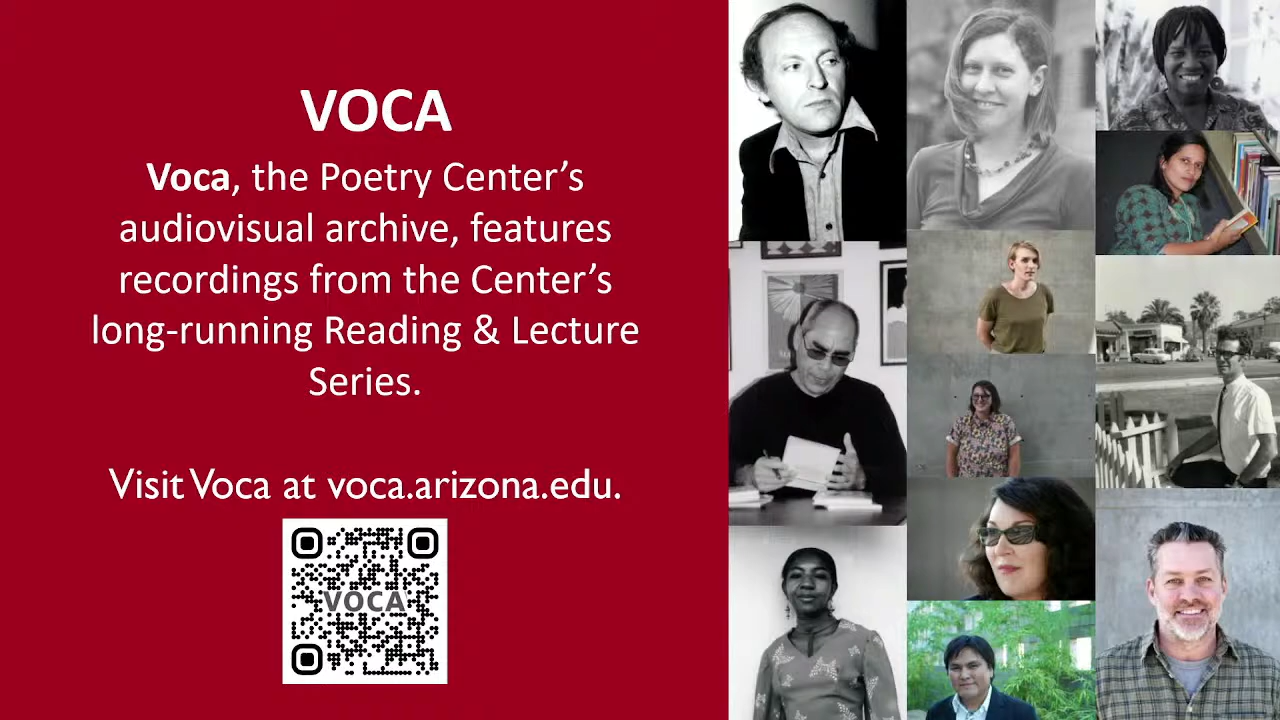 VOCA
Voca, the Poetry Center’s
audiovisual archive, features
recordings from the Center’s
long-running Reading & Lecture
Series.
Visit Voca at voca.arizona.edu.
VOCA